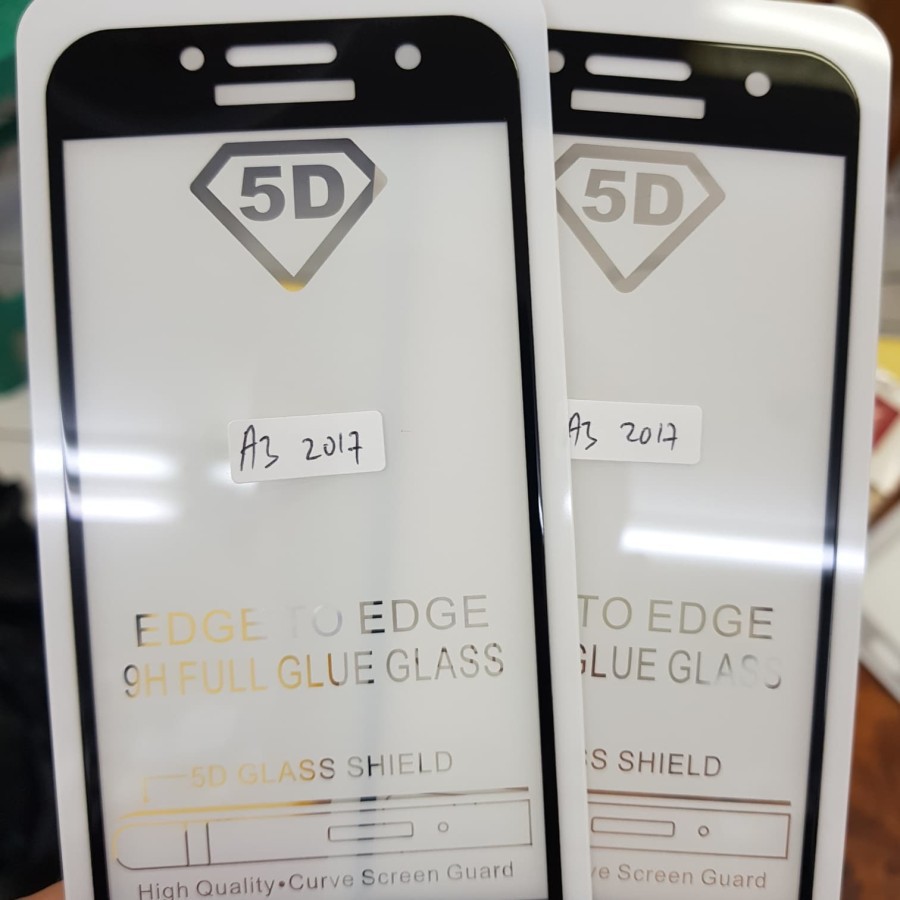 5D
A3 2017
EDGE TO EDGE
9H FULL GLUE GLASS
5D GLASS SHIELD
High Quality•Curve Screen Guard
5D
A3 2017
TO EDGE
GLUE GLASS
SS SHIELD
ve Screen Guard